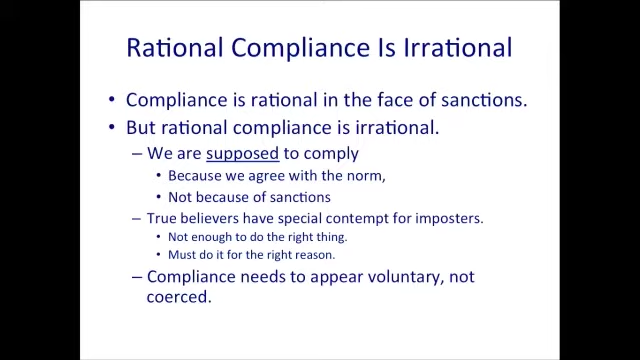 Rational Compliance Is Irrational
• Compliance is rational in the face of sanctions.
• But rational compliance is irrational.
– We are supposed to comply
• Because we agree with the norm,
• Not because of sanctions
– True believers have special contempt for imposters.
• Not enough to do the right thing.
• Must do it for the right reason.
– Compliance needs to appear voluntary, not
coerced.